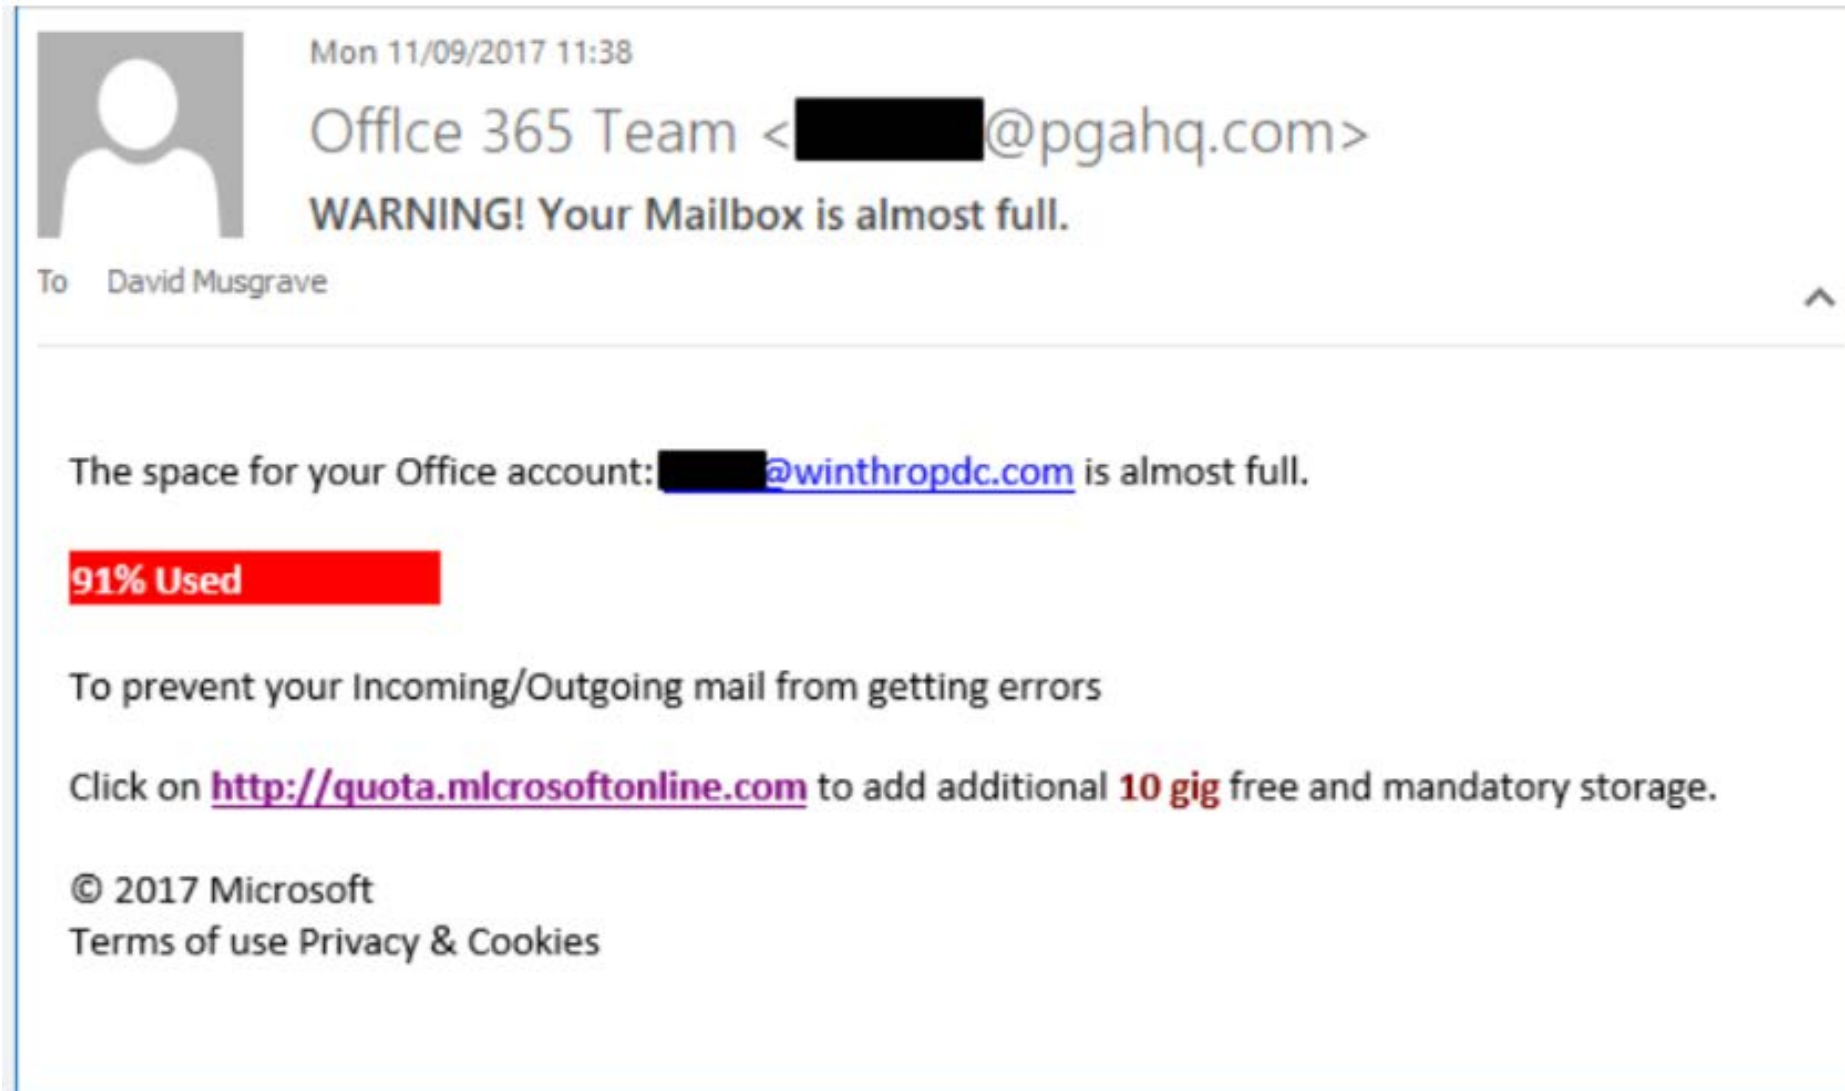 Mon 11/09/2017 11:38
Offlce 365 Team <@pgahq.com>
WARNING! Your Mailbox is almost full.
To David Musgrave
The space for your Office account: @winthropdc.com is almost full.
91% Used
To prevent your Incoming/Outgoing mail from getting errors
Click on http://quota.mlcrosoftonline.com to add additional 10 gig free and mandatory storage.
© 2017 Microsoft
Terms of use Privacy & Cookies